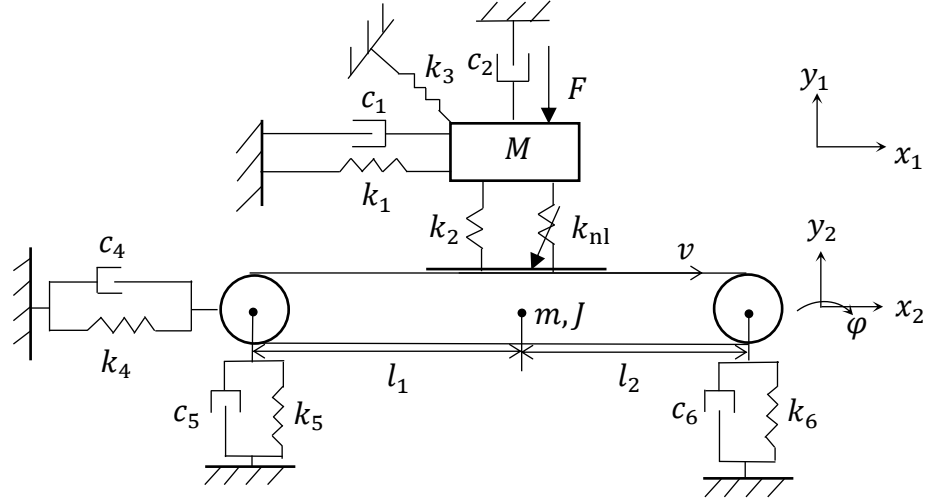 k₃
c₂
F
y₁
c₁
M
x₁
k₁
k₂
kₙₗ
y₂
c₄
v
m, J
x₂
φ
k₄
l₁
l₂
c₅
k₅
c₆
k₆